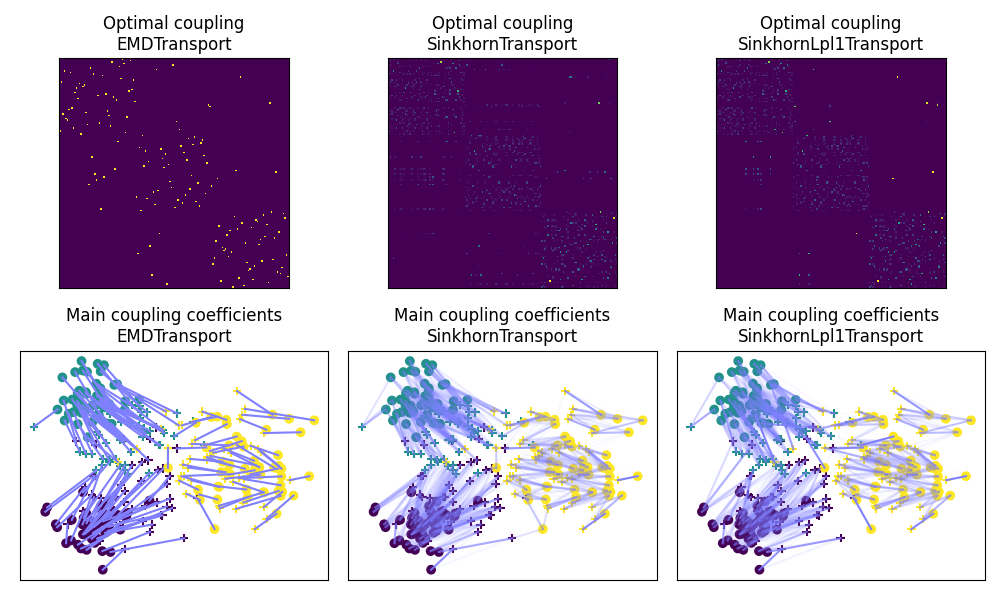 Optimal coupling
EMDTransport
Optimal coupling
SinkhornTransport
Optimal coupling
SinkhornLpl1Transport
Main coupling coefficients
EMDTransport
Main coupling coefficients
SinkhornTransport
Main coupling coefficients
SinkhornLpl1Transport